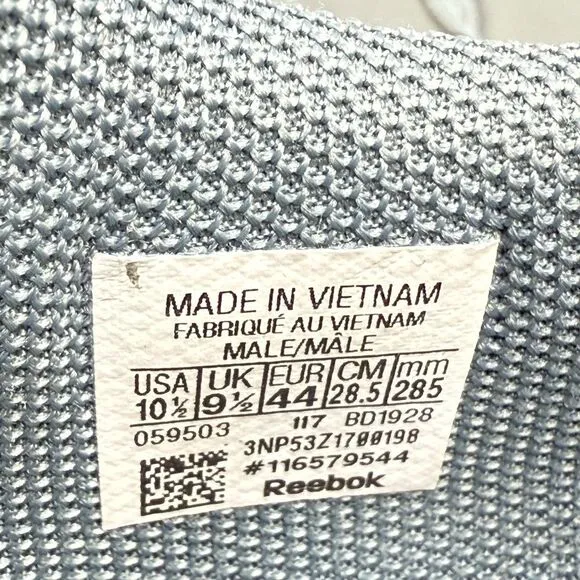 MADE IN VIETNAM
FABRIQUÉ AU VIETNAM
MALE/MÂLE
USA UK EUR CM mm
10½ 9½ 44 28.5 285
059503 117 BD1928
3NP53Z1700198
#116579544
Reebok